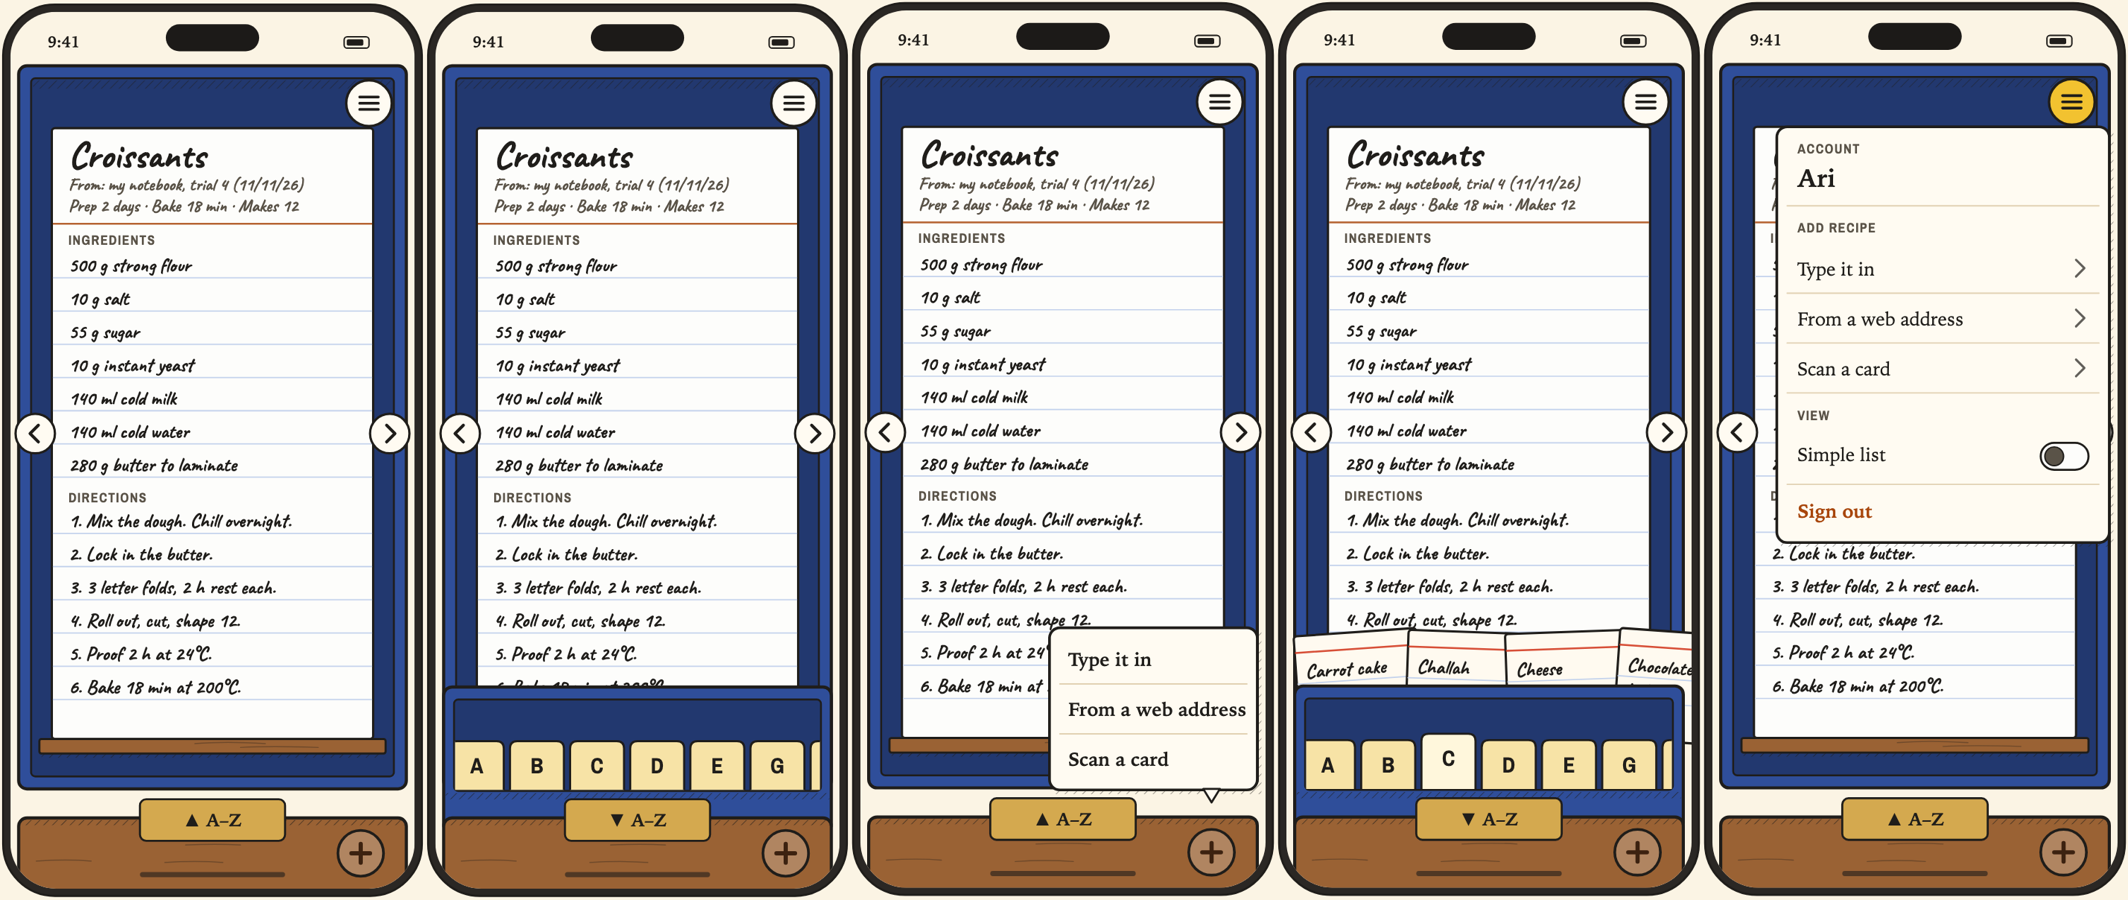 9:41
Croissants
From: my notebook, trial 4 (11/11/26)
Prep 2 days · Bake 18 min · Makes 12
INGREDIENTS
500 g strong flour
10 g salt
55 g sugar
10 g instant yeast
140 ml cold milk
140 ml cold water
280 g butter to laminate
DIRECTIONS
1. Mix the dough. Chill overnight.
2. Lock in the butter.
3. 3 letter folds, 2 h rest each.
4. Roll out, cut, shape 12.
5. Proof 2 h at 24°C.
6. Bake 18 min at 200°C.
▲ A–Z
9:41
Croissants
From: my notebook, trial 4 (11/11/26)
Prep 2 days · Bake 18 min · Makes 12
INGREDIENTS
500 g strong flour
10 g salt
55 g sugar
10 g instant yeast
140 ml cold milk
140 ml cold water
280 g butter to laminate
DIRECTIONS
1. Mix the dough. Chill overnight.
2. Lock in the butter.
3. 3 letter folds, 2 h rest each.
4. Roll out, cut, shape 12.
5. Proof 2 h at 24°C.
A B C D E G
▼ A–Z
9:41
Croissants
From: my notebook, trial 4 (11/11/26)
Prep 2 days · Bake 18 min · Makes 12
INGREDIENTS
500 g strong flour
10 g salt
55 g sugar
10 g instant yeast
140 ml cold milk
140 ml cold water
280 g butter to laminate
DIRECTIONS
1. Mix the dough. Chill overnight.
2. Lock in the butter.
3. 3 letter folds, 2 h rest each.
4. Roll out, cut, shape 12.
5. Proof 2 h at 24°
6. Bake 18 min at
Type it in
From a web address
Scan a card
▲ A–Z
9:41
Croissants
From: my notebook, trial 4 (11/11/26)
Prep 2 days · Bake 18 min · Makes 12
INGREDIENTS
500 g strong flour
10 g salt
55 g sugar
10 g instant yeast
140 ml cold milk
140 ml cold water
280 g butter to laminate
DIRECTIONS
1. Mix the dough. Chill overnight.
2. Lock in the butter.
3. 3 letter folds, 2 h rest each.
4. Roll out, cut, shape 12.
Carrot cake
Challah
Cheese
Chocolate
A B C D E G
▼ A–Z
9:41
ACCOUNT
Ari
ADD RECIPE
Type it in
From a web address
Scan a card
VIEW
Simple list
Sign out
2. Lock in the butter.
3. 3 letter folds, 2 h rest each.
4. Roll out, cut, shape 12.
5. Proof 2 h at 24°C.
6. Bake 18 min at 200°C.
▲ A–Z